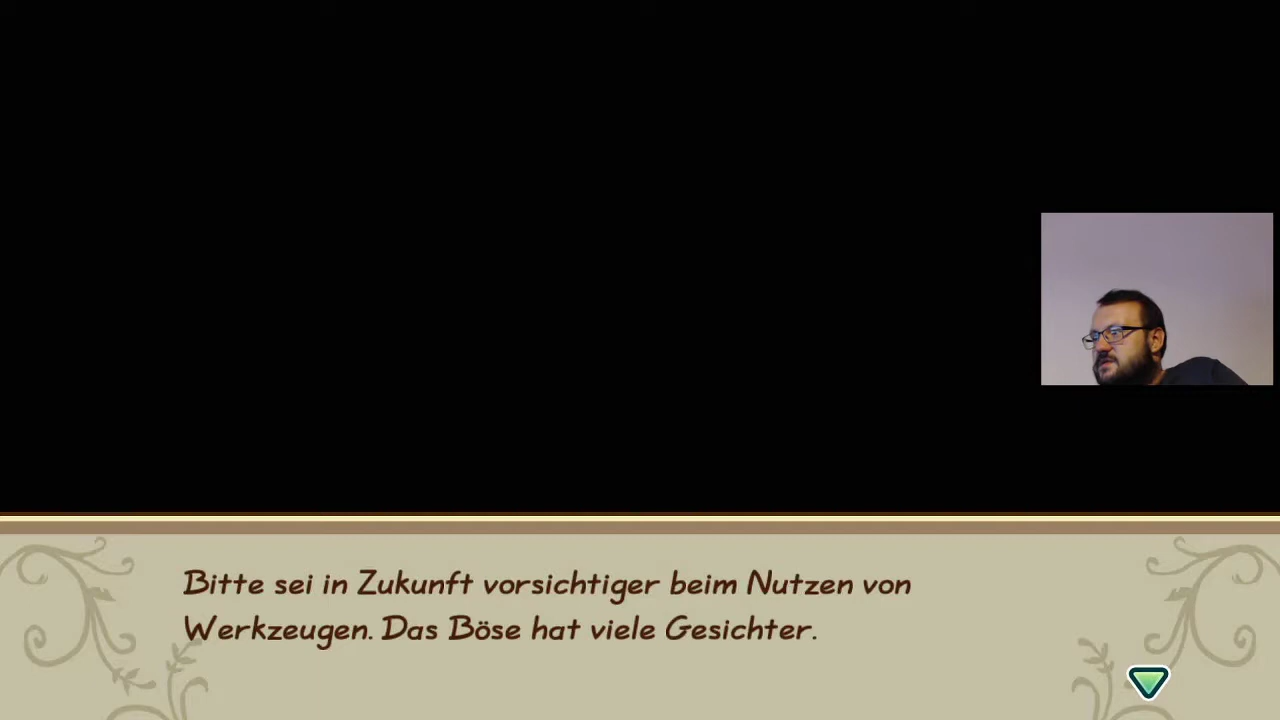 Bitte sei in Zukunft vorsichtiger beim Nutzen von
Werkzeugen. Das Böse hat viele Gesichter.